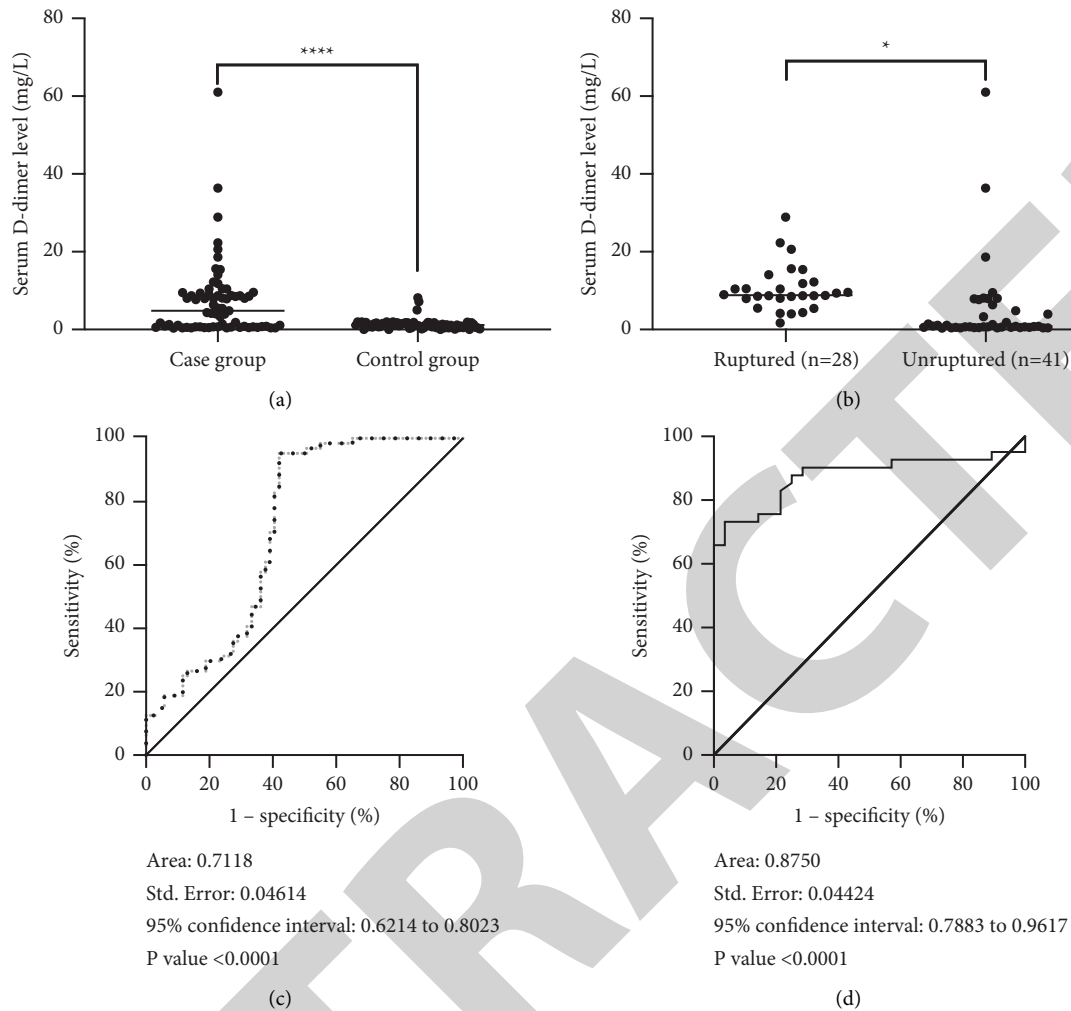 80
60
40
20
0
Serum D-dimer level (mg/L)
****
Case group
Control group
(a)
80
60
40
20
0
Serum D-dimer level (mg/L)
*
Ruptured (n=28)
Unruptured (n=41)
(b)
100
80
60
40
20
0
Sensitivity (%)
0 20 40 60 80 100
1 – specificity (%)
Area: 0.7118
Std. Error: 0.04614
95% confidence interval: 0.6214 to 0.8023
P value <0.0001
(c)
100
80
60
40
20
0
Sensitivity (%)
0 20 40 60 80 100
1 – specificity (%)
Area: 0.8750
Std. Error: 0.04424
95% confidence interval: 0.7883 to 0.9617
P value <0.0001
(d)
TRACTE